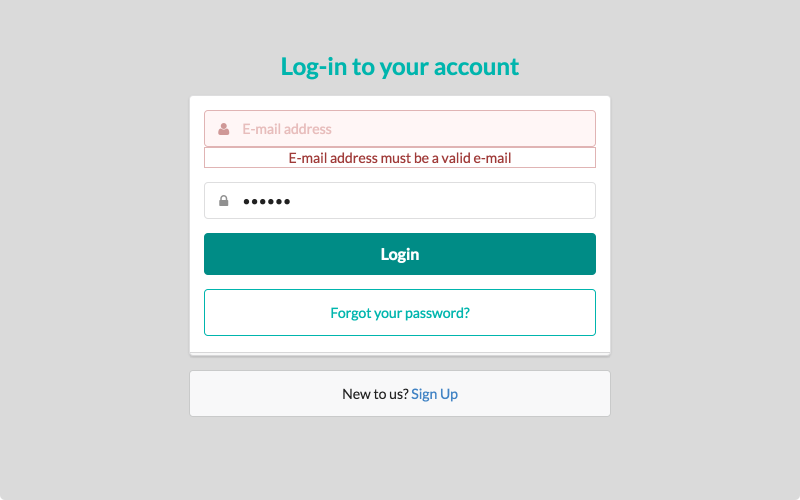 Log-in to your account
E-mail address
E-mail address must be a valid e-mail
••••••
Login
Forgot your password?
New to us? Sign Up